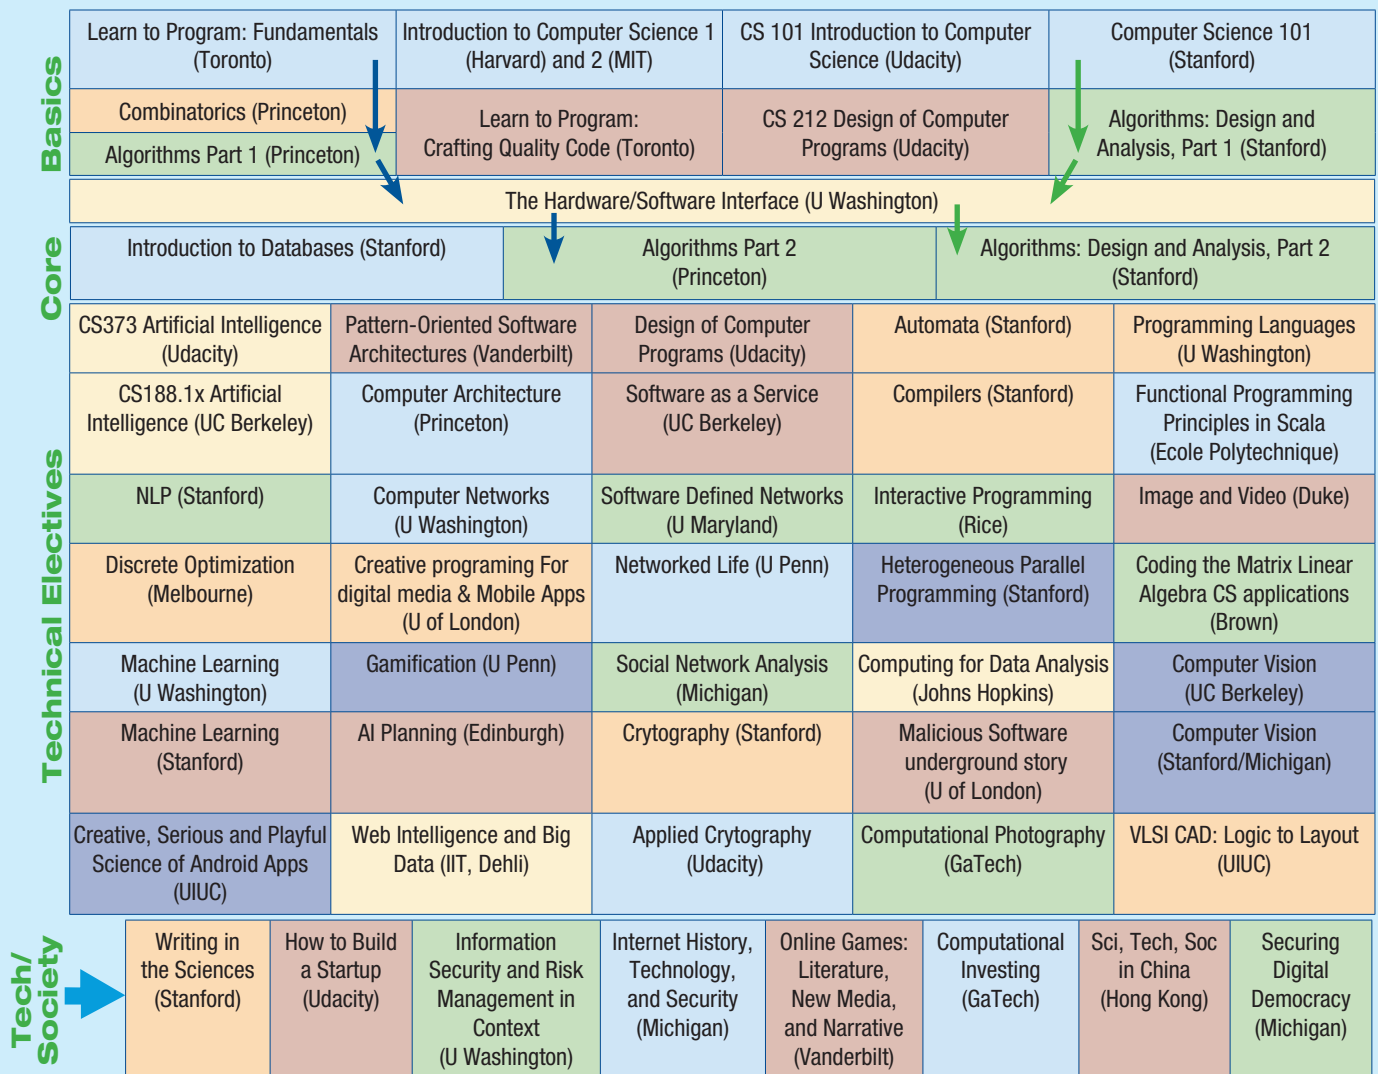 Basics
Learn to Program: Fundamentals
(Toronto)
Introduction to Computer Science 1
(Harvard) and 2 (MIT)
CS 101 Introduction to Computer
Science (Udacity)
Computer Science 101
(Stanford)
Combinatorics (Princeton)
Algorithms Part 1 (Princeton)
Learn to Program:
Crafting Quality Code (Toronto)
CS 212 Design of Computer
Programs (Udacity)
Algorithms: Design and
Analysis, Part 1 (Stanford)
The Hardware/Software Interface (U Washington)
Core
Introduction to Databases (Stanford)
Algorithms Part 2
(Princeton)
Algorithms: Design and Analysis, Part 2
(Stanford)
Technical Electives
CS373 Artificial Intelligence
(Udacity)
Pattern-Oriented Software
Architectures (Vanderbilt)
Design of Computer
Programs (Udacity)
Automata (Stanford)
Programming Languages
(U Washington)
CS188.1x Artificial
Intelligence (UC Berkeley)
Computer Architecture
(Princeton)
Software as a Service
(UC Berkeley)
Compilers (Stanford)
Functional Programming
Principles in Scala
(Ecole Polytechnique)
NLP (Stanford)
Computer Networks
(U Washington)
Software Defined Networks
(U Maryland)
Interactive Programming
(Rice)
Image and Video (Duke)
Discrete Optimization
(Melbourne)
Creative programing For
digital media & Mobile Apps
(U of London)
Networked Life (U Penn)
Heterogeneous Parallel
Programming (Stanford)
Coding the Matrix Linear
Algebra CS applications
(Brown)
Machine Learning
(U Washington)
Gamification (U Penn)
Social Network Analysis
(Michigan)
Computing for Data Analysis
(Johns Hopkins)
Computer Vision
(UC Berkeley)
Machine Learning
(Stanford)
AI Planning (Edinburgh)
Crytography (Stanford)
Malicious Software
underground story
(U of London)
Computer Vision
(Stanford/Michigan)
Creative, Serious and Playful
Science of Android Apps
(UIUC)
Web Intelligence and Big
Data (IIT, Dehli)
Applied Crytography
(Udacity)
Computational Photography
(GaTech)
VLSI CAD: Logic to Layout
(UIUC)
Tech/
Society
Writing in
the Sciences
(Stanford)
How to Build
a Startup
(Udacity)
Information
Security and Risk
Management in
Context
(U Washington)
Internet History,
Technology,
and Security
(Michigan)
Online Games:
Literature,
New Media,
and Narrative
(Vanderbilt)
Computational
Investing
(GaTech)
Sci, Tech, Soc
in China
(Hong Kong)
Securing
Digital
Democracy
(Michigan)